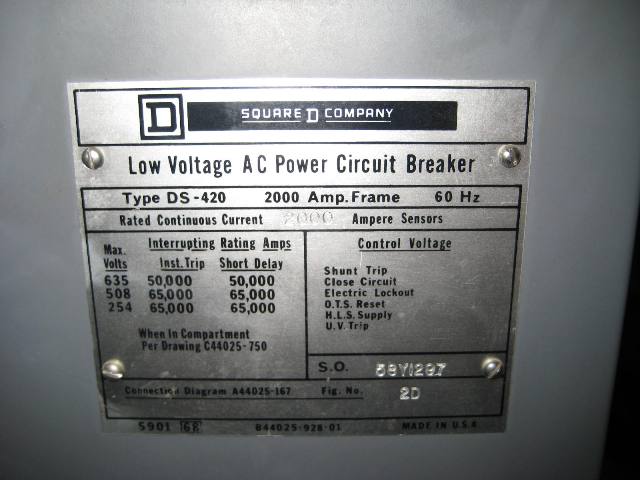 D SQUARE D COMPANY
Low Voltage AC Power Circuit Breaker
Type DS-420 2000 Amp. Frame 60 Hz
Rated Continuous Current 2000 Ampere Sensors
Max. Volts Interrupting Rating Amps
Inst. Trip Short Delay
635 50,000 50,000
508 65,000 65,000
254 65,000 65,000
When In Compartment
Per Drawing C44025-750
Control Voltage
Shunt Trip
Close Circuit
Electric Lockout
O.T.S. Reset
H.L.S. Supply
U.V. Trip
S.O. 59Y1297
Connection Diagram A44025-167 Fig. No. 2D
5901 68 B44025-928-01 MADE IN U.S.A.